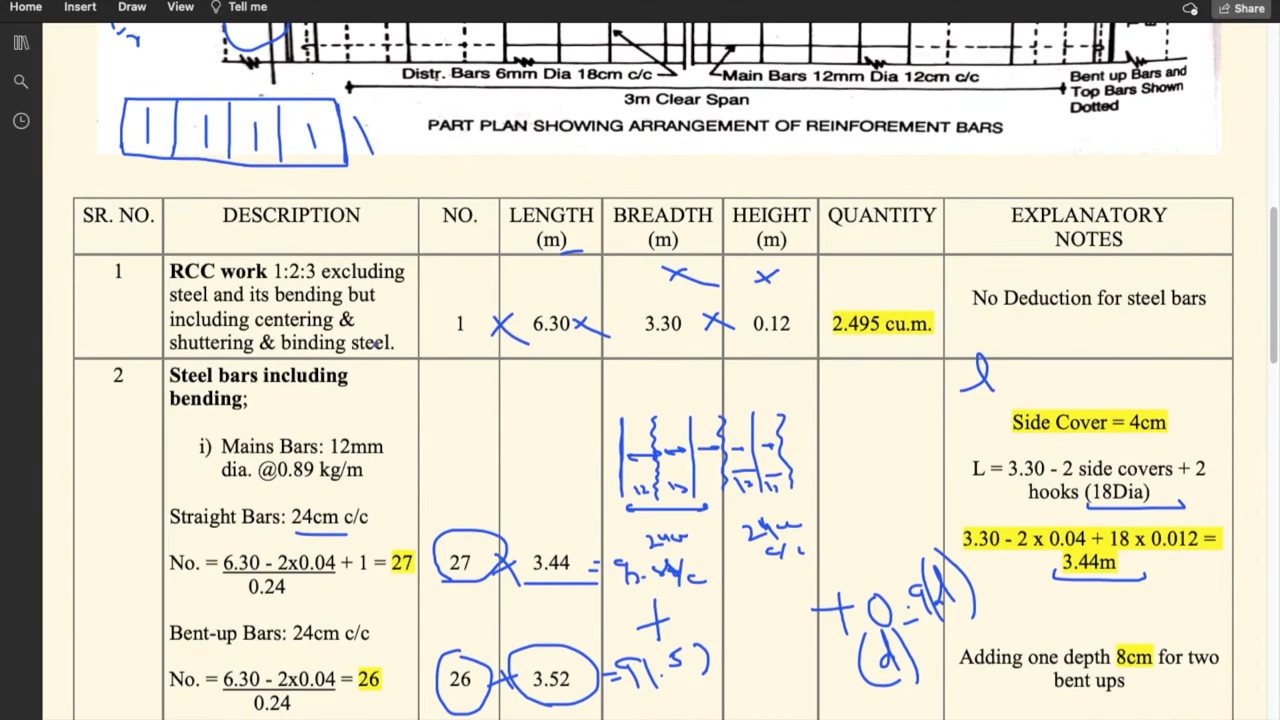 Home Insert Draw View Tell me Share
Distr. Bars 6mm Dia 18cm c/c
Main Bars 12mm Dia 12cm c/c
Bent up Bars and
Top Bars Shown
Dotted
3m Clear Span
PART PLAN SHOWING ARRANGEMENT OF REINFOREMENT BARS
SR. NO. DESCRIPTION NO. LENGTH (m) BREADTH (m) HEIGHT (m) QUANTITY EXPLANATORY NOTES
1 RCC work 1:2:3 excluding
steel and its bending but
including centering &
shuttering & binding steel.
1 6.30 3.30 0.12 2.495 cu.m. No Deduction for steel bars
2 Steel bars including
bending;
Side Cover = 4cm
i) Mains Bars: 12mm
dia. @0.89 kg/m
L = 3.30 - 2 side covers + 2
hooks (18Dia)
Straight Bars: 24cm c/c
3.30 - 2 x 0.04 + 18 x 0.012 =
3.44m
No. = 6.30 - 2x0.04 + 1 = 27
0.24
27 3.44 =
Bent-up Bars: 24cm c/c
+
Adding one depth 8cm for two
bent ups
No. = 6.30 - 2x0.04 = 26
0.24
26 3.52
(d)